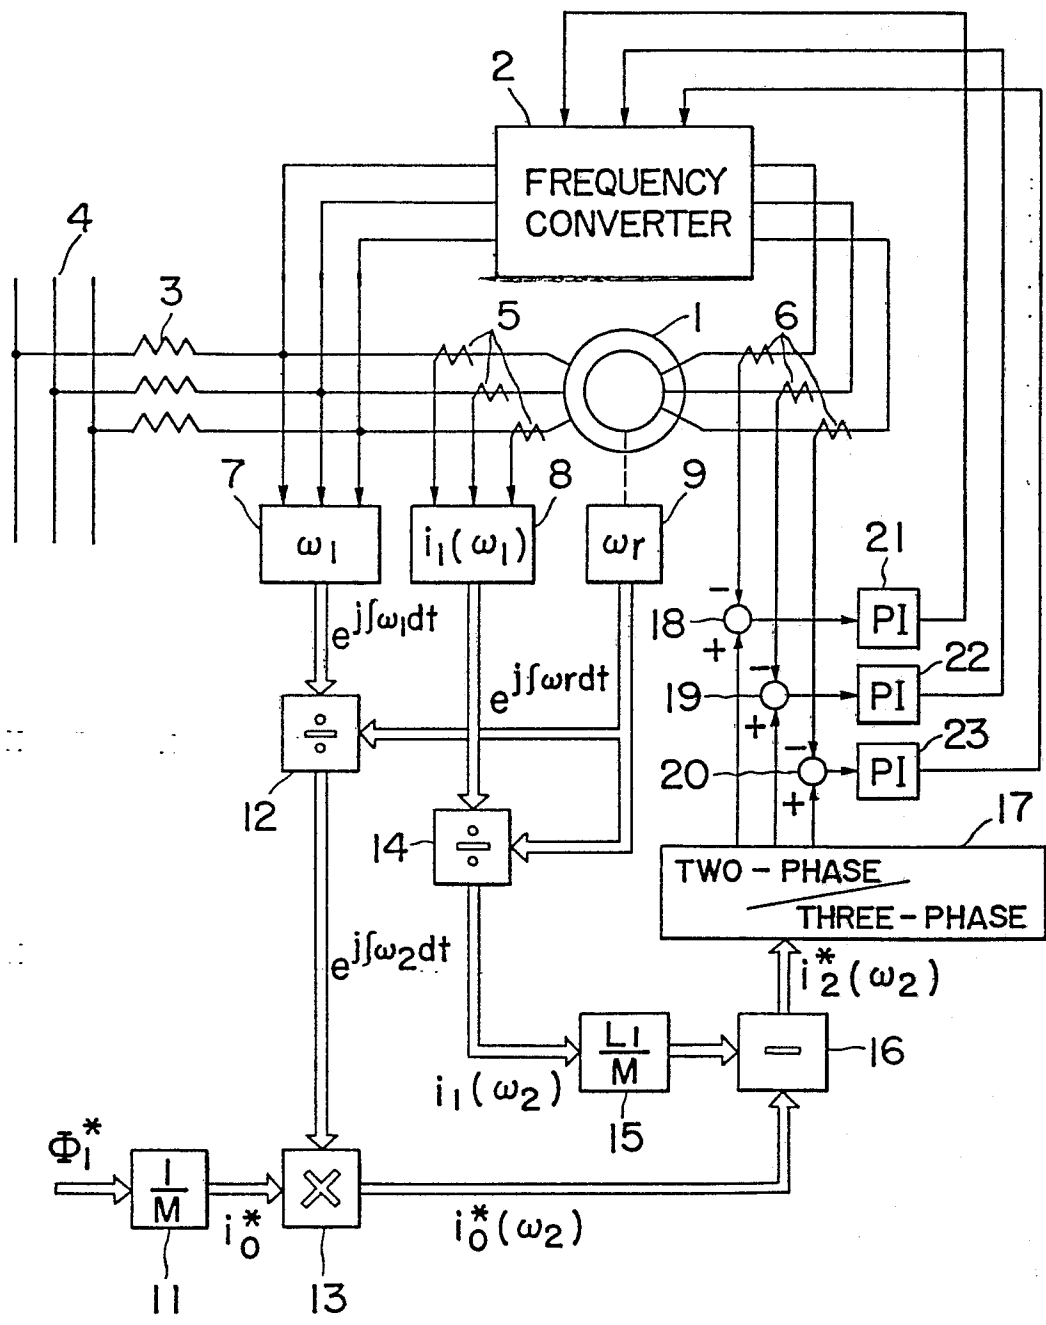 2
FREQUENCY
CONVERTER
4
3
5
1
6
7
8
9
ω1
i1(ω1)
ωr
21
−
18
PI
+
e^j∫ω1dt
22
−
19
PI
+
e^j∫ωrdt
23
−
20
PI
+
÷
12
14
÷
17
TWO-PHASE
THREE-PHASE
e^j∫ω2dt
i2*(ω2)
L1
M
−
16
i1(ω2)
15
Φ1*
1
M
×
i0*
i0*(ω2)
11
13